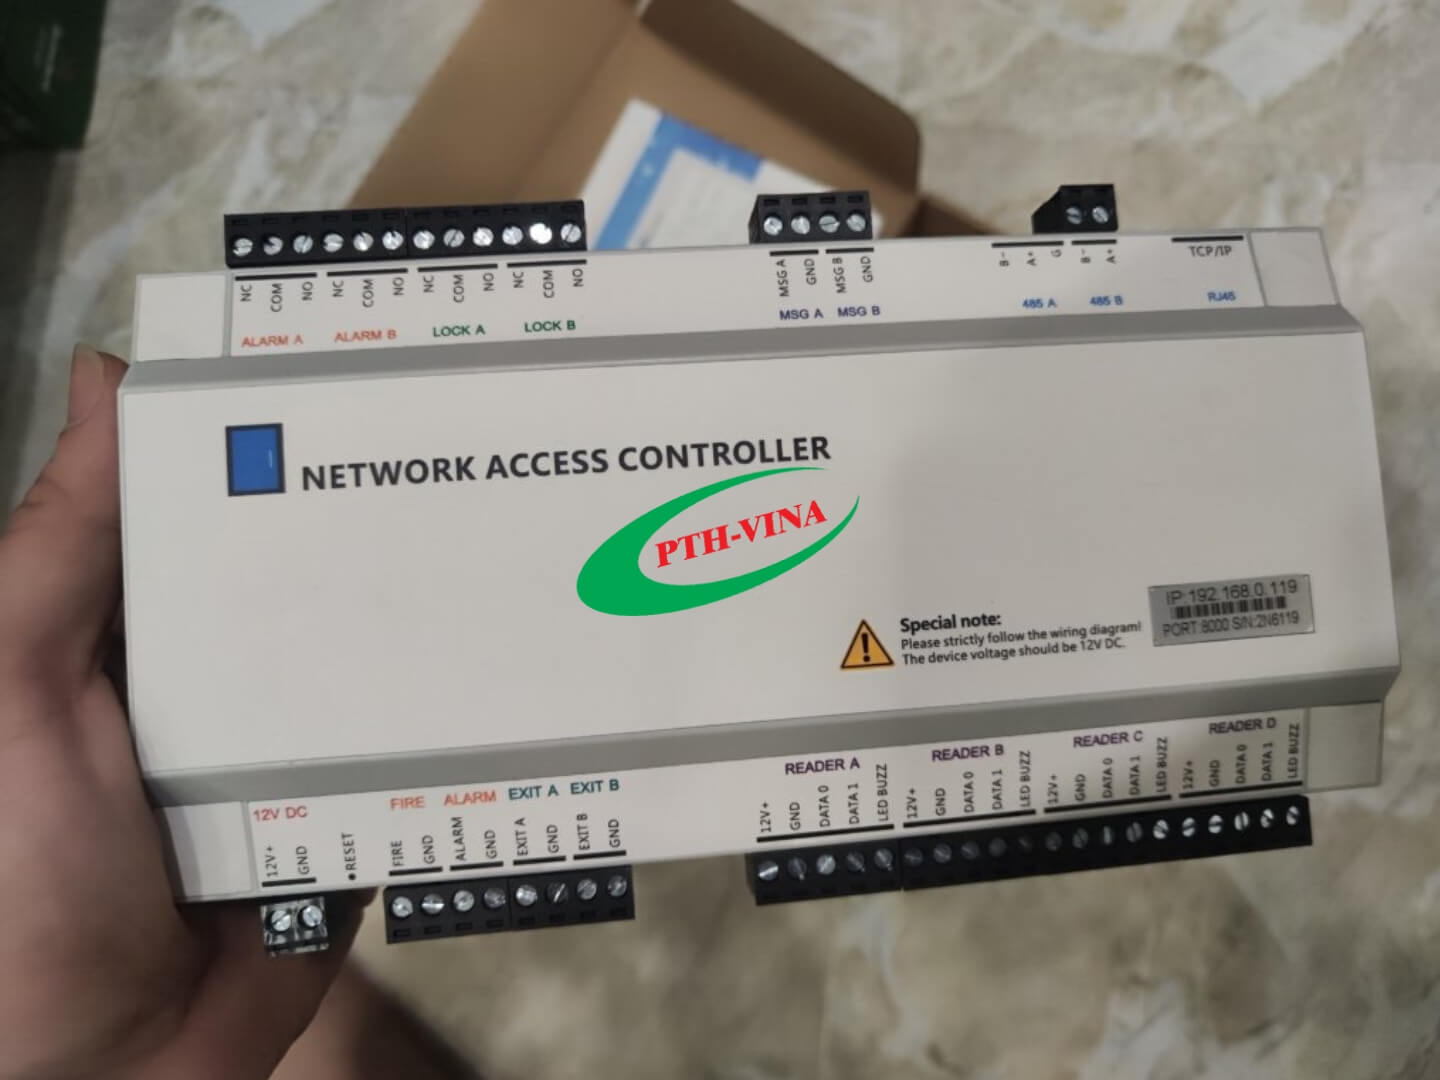 NC COM NO NC COM NO NC COM NO NC COM NO
ALARM A ALARM B LOCK A LOCK B
MSG A GND MSG B GND
MSG A MSG B
B- A+ G B- A+
485 A 485 B
TCP/IP
RJ45
NETWORK ACCESS CONTROLLER
PTH-VINA
Special note:
Please strictly follow the wiring diagram!
The device voltage should be 12V DC.
IP:192.168.0.119
PORT:8000 S/N:2N6119
12V DC
12V+ GND
RESET
FIRE ALARM EXIT A EXIT B
FIRE GND ALARM GND EXIT A GND EXIT B GND
READER A READER B READER C READER D
12V+ GND DATA 0 DATA 1 LED BUZZ 12V+ GND DATA 0 DATA 1 LED BUZZ 12V+ GND DATA 0 DATA 1 LED BUZZ 12V+ GND DATA 0 DATA 1 LED BUZZ